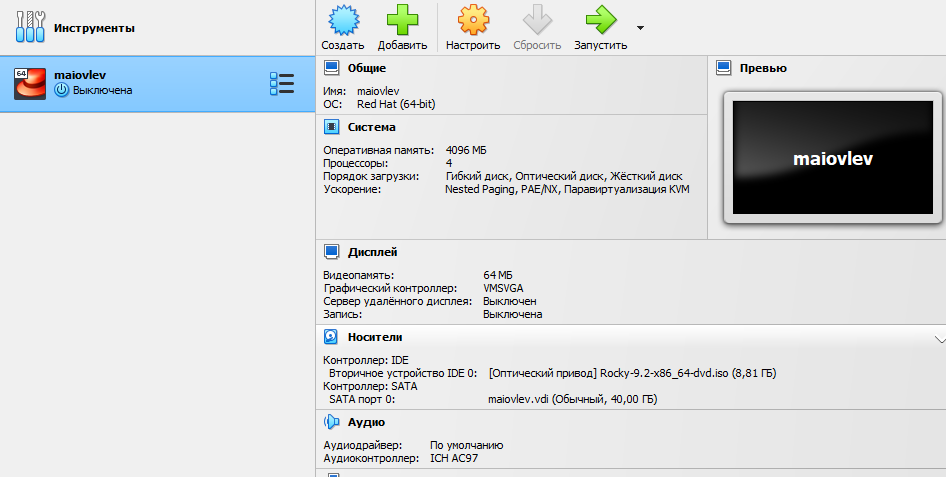 Инструменты
64 maiovlev
Выключена
Создать Добавить Настроить Сбросить Запустить
Общие
Имя: maiovlev
ОС: Red Hat (64-bit)
Превью
maiovlev
Система
Оперативная память: 4096 МБ
Процессоры: 4
Порядок загрузки: Гибкий диск, Оптический диск, Жёсткий диск
Ускорение: Nested Paging, PAE/NX, Паравиртуализация KVM
Дисплей
Видеопамять: 64 МБ
Графический контроллер: VMSVGA
Сервер удалённого дисплея: Выключен
Запись: Выключена
Носители
Контроллер: IDE
Вторичное устройство IDE 0: [Оптический привод] Rocky-9.2-x86_64-dvd.iso (8,81 ГБ)
Контроллер: SATA
SATA порт 0: maiovlev.vdi (Обычный, 40,00 ГБ)
Аудио
Аудиодрайвер: По умолчанию
Аудиоконтроллер: ICH AC97